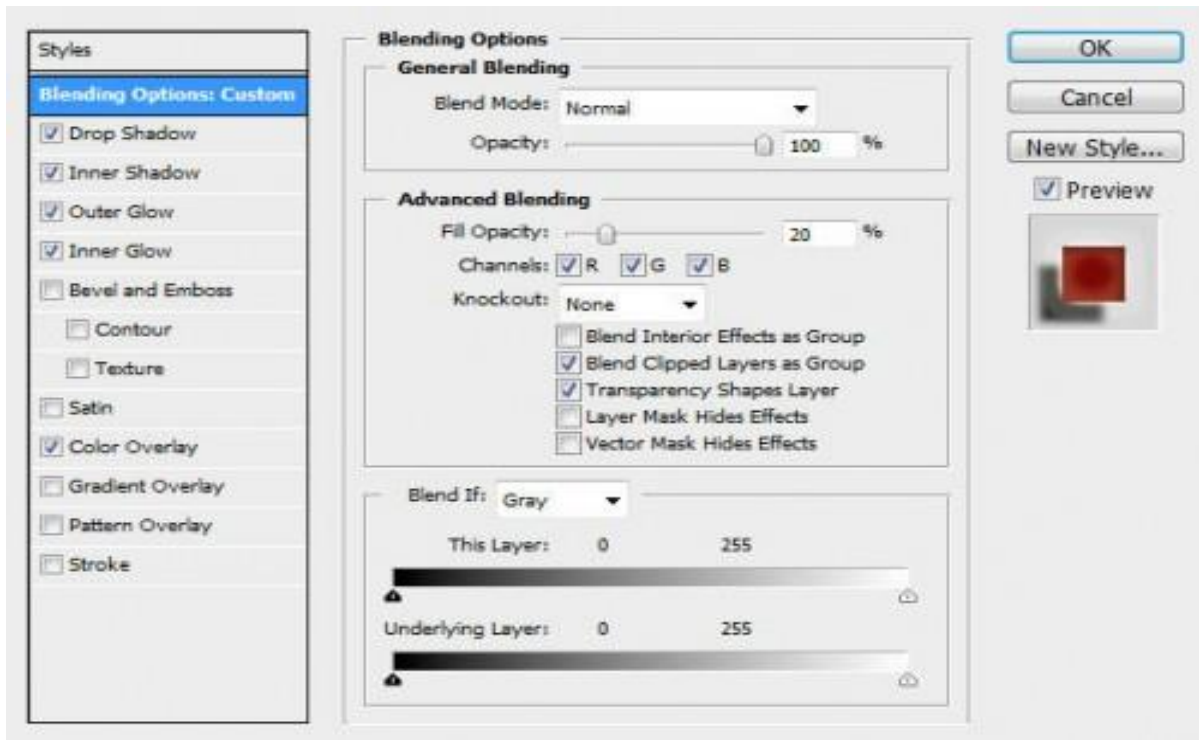 Styles
Blending Options: Custom
Drop Shadow
Inner Shadow
Outer Glow
Inner Glow
Bevel and Emboss
Contour
Texture
Satin
Color Overlay
Gradient Overlay
Pattern Overlay
Stroke
Blending Options
General Blending
Blend Mode: Normal
Opacity: 100 %
Advanced Blending
Fill Opacity: 20 %
Channels: R G B
Knockout: None
Blend Interior Effects as Group
Blend Clipped Layers as Group
Transparency Shapes Layer
Layer Mask Hides Effects
Vector Mask Hides Effects
Blend If: Gray
This Layer: 0 255
Underlying Layer: 0 255
OK
Cancel
New Style...
Preview